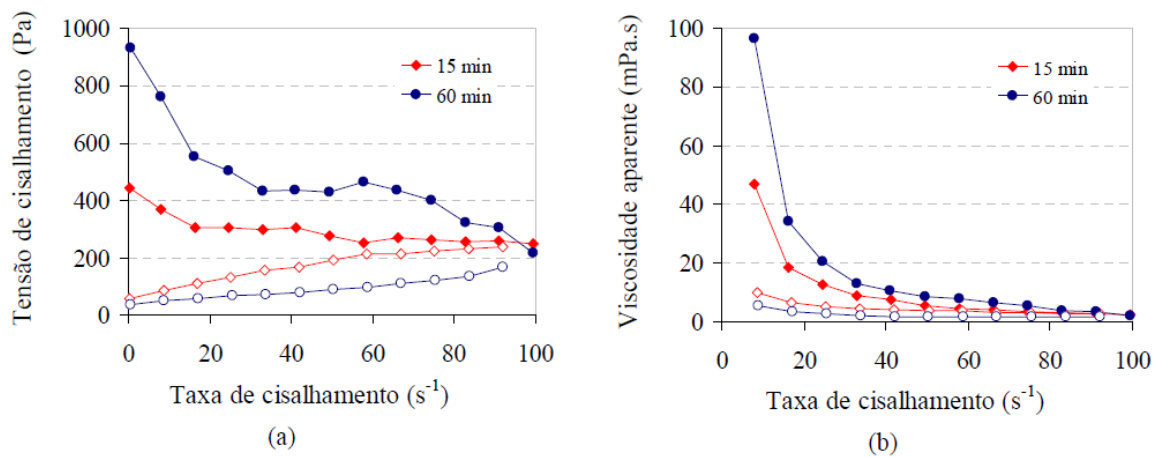 Tensão de cisalhamento (Pa)
1000
800
600
400
200
0
0 20 40 60 80 100
15 min
60 min
Taxa de cisalhamento (s⁻¹)
(a)
Viscosidade aparente (mPa.s)
100
80
60
40
20
0
0 20 40 60 80 100
15 min
60 min
Taxa de cisalhamento (s⁻¹)
(b)